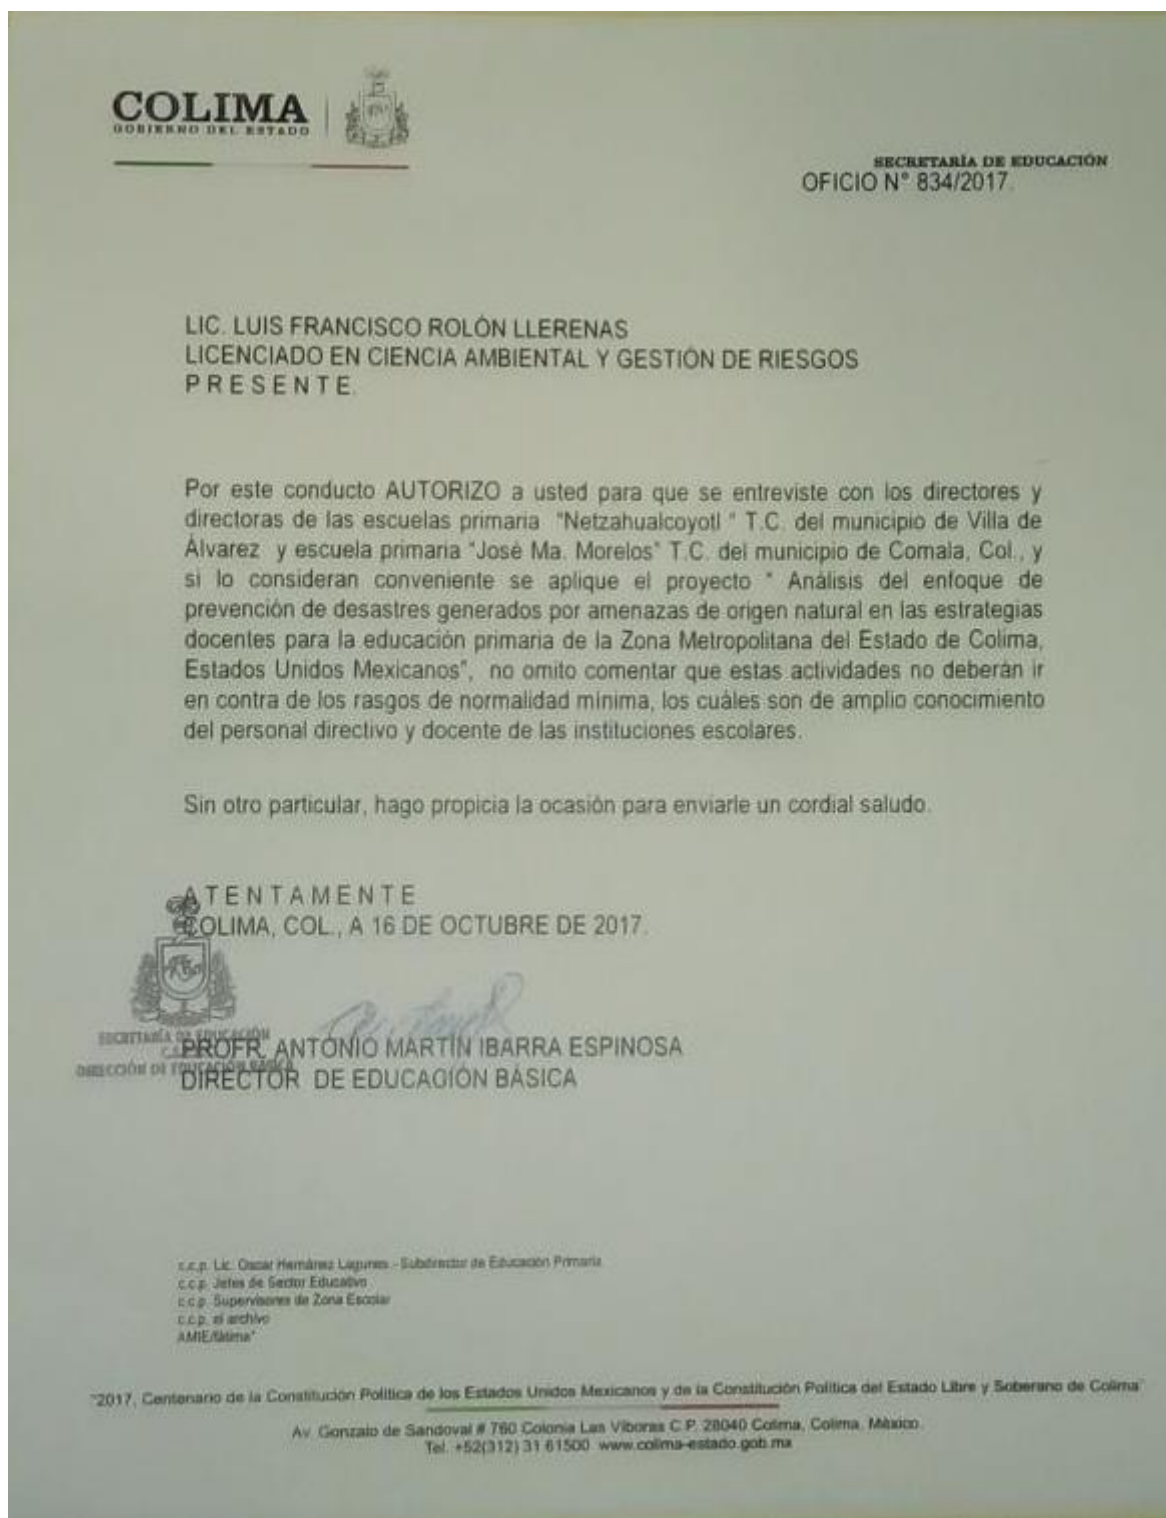 COLIMA
GOBIERNO DEL ESTADO
SECRETARÍA DE EDUCACIÓN
OFICIO N° 834/2017.
LIC. LUIS FRANCISCO ROLÓN LLERENAS
LICENCIADO EN CIENCIA AMBIENTAL Y GESTIÓN DE RIESGOS
P R E S E N T E.
Por este conducto AUTORIZO a usted para que se entreviste con los directores y
directoras de las escuelas primaria "Netzahualcoyotl " T.C. del municipio de Villa de
Álvarez y escuela primaria "José Ma. Morelos" T.C. del municipio de Comala, Col., y
si lo consideran conveniente se aplique el proyecto " Análisis del enfoque de
prevención de desastres generados por amenazas de origen natural en las estrategias
docentes para la educación primaria de la Zona Metropolitana del Estado de Colima,
Estados Unidos Mexicanos", no omito comentar que estas actividades no deberán ir
en contra de los rasgos de normalidad mínima, los cuáles son de amplio conocimiento
del personal directivo y docente de las instituciones escolares.
Sin otro particular, hago propicia la ocasión para enviarle un cordial saludo.
A T E N T A M E N T E
COLIMA, COL., A 16 DE OCTUBRE DE 2017.
SECRETARÍA DE EDUCACIÓN
DIRECCIÓN DE EDUCACIÓN BÁSICA
PROFR. ANTONIO MARTÍN IBARRA ESPINOSA
DIRECTOR DE EDUCACIÓN BÁSICA
c.c.p. Lic. Oscar Hernánez Lagunes.- Subdirector de Educación Primaria
c.c.p. Jefes de Sector Educativo
c.c.p. Supervisores de Zona Escolar
c.c.p. el archivo
AMIE/fátima*
"2017, Centenario de la Constitución Política de los Estados Unidos Mexicanos y de la Constitución Política del Estado Libre y Soberano de Colima"
Av. Gonzalo de Sandoval # 760 Colonia Las Víboras C.P. 28040 Colima, Colima, México.
Tel. +52(312) 31 61500 www.colima-estado.gob.mx